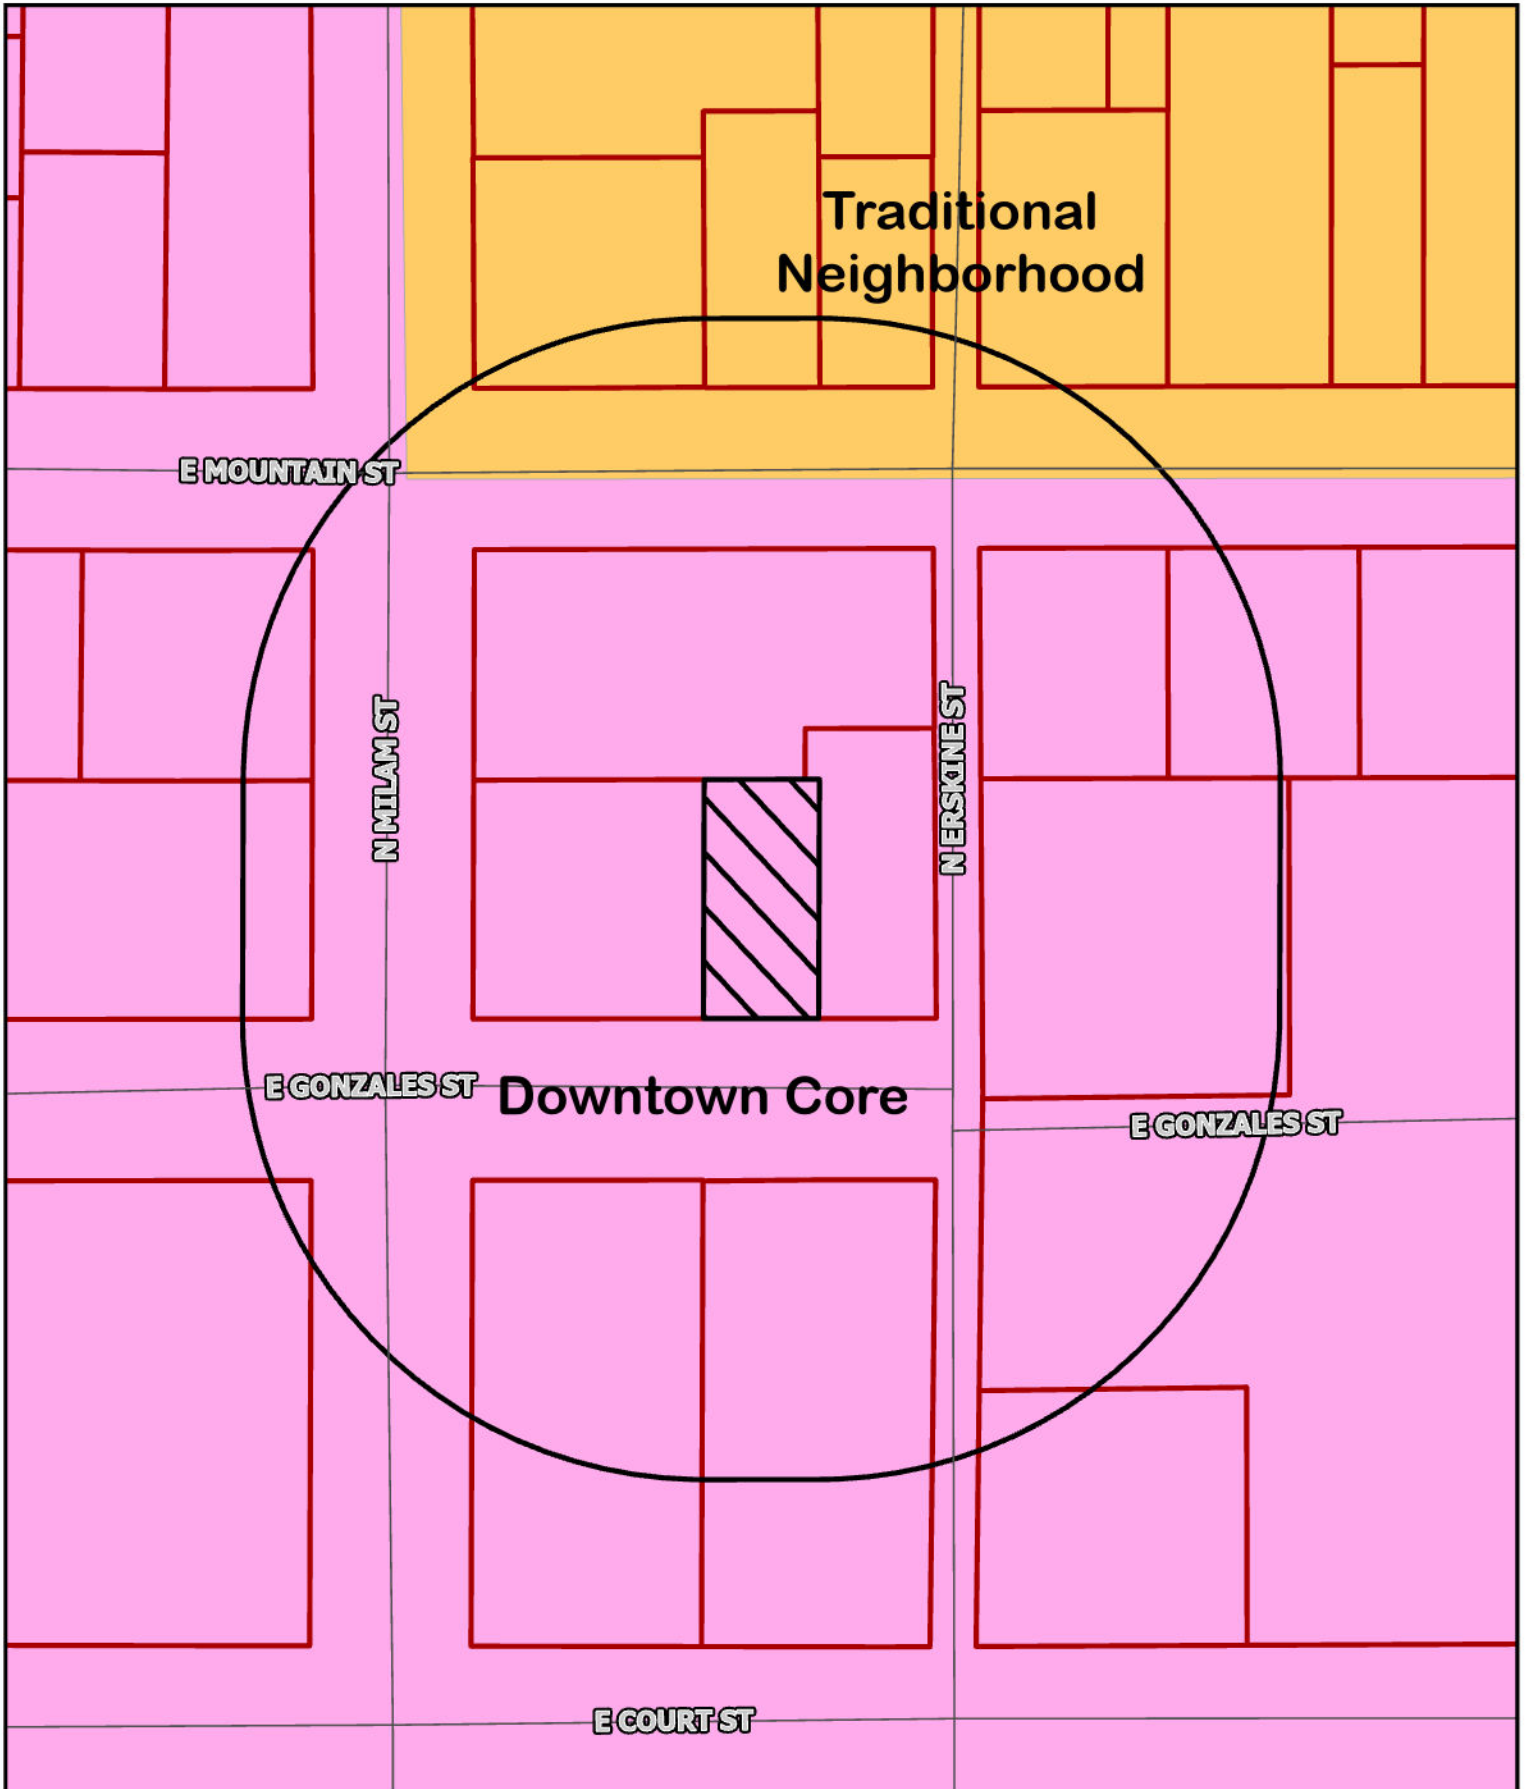 Traditional
Neighborhood
E MOUNTAIN ST
N MILAM ST
N ERSKINE ST
E GONZALES ST
Downtown Core
E GONZALES ST
E COURT ST